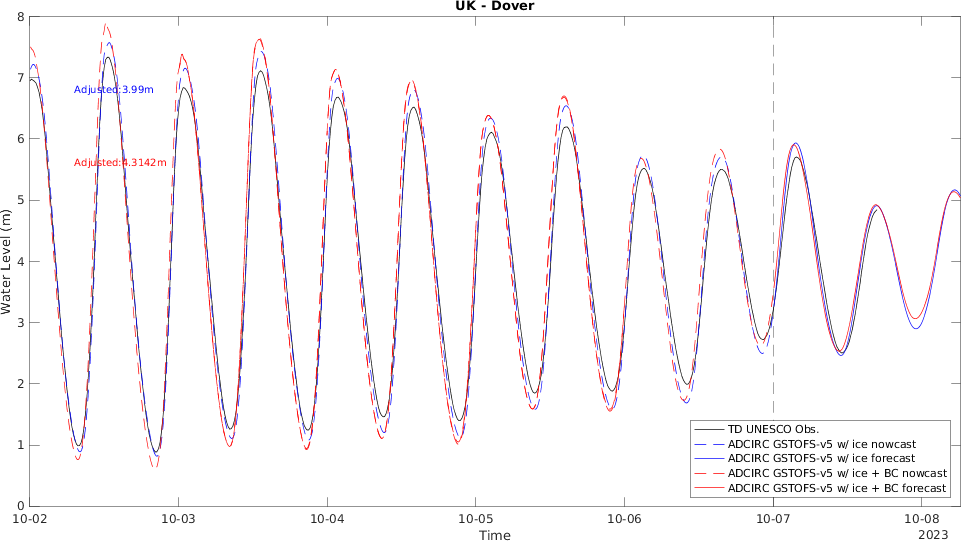 UK - Dover
8
7
6
5
4
3
2
1
0
Water Level (m)
Adjusted:3.99m
Adjusted:4.3142m
TD UNESCO Obs.
ADCIRC GSTOFS-v5 w/ ice nowcast
ADCIRC GSTOFS-v5 w/ ice forecast
ADCIRC GSTOFS-v5 w/ ice + BC nowcast
ADCIRC GSTOFS-v5 w/ ice + BC forecast
10-02 10-03 10-04 10-05 10-06 10-07 10-08
Time
2023